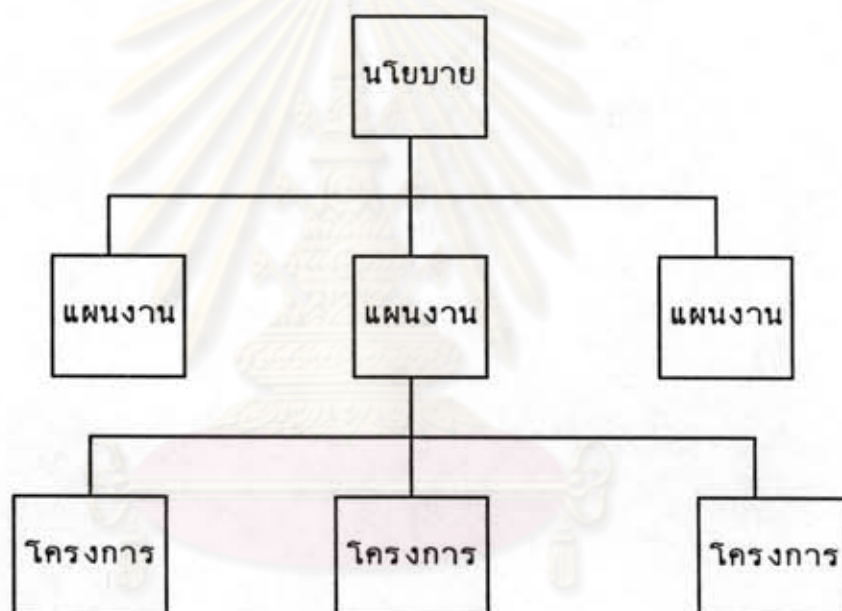 นโยบาย
แผนงาน แผนงาน แผนงาน
โครงการ โครงการ โครงการ